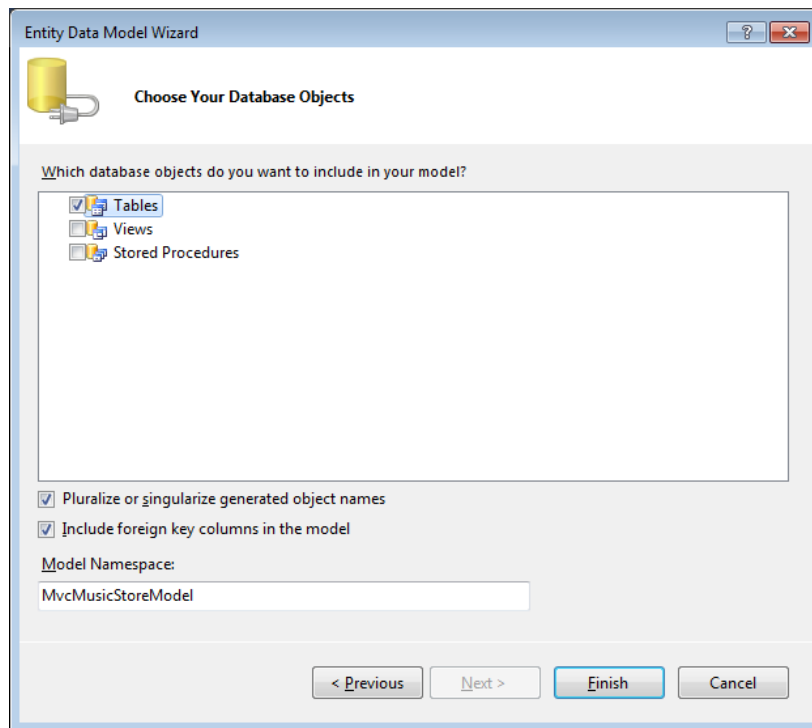 Entity Data Model Wizard
?
Choose Your Database Objects
Which database objects do you want to include in your model?
Tables
Views
Stored Procedures
Pluralize or singularize generated object names
Include foreign key columns in the model
Model Namespace:
MvcMusicStoreModel
< Previous Next > Finish Cancel